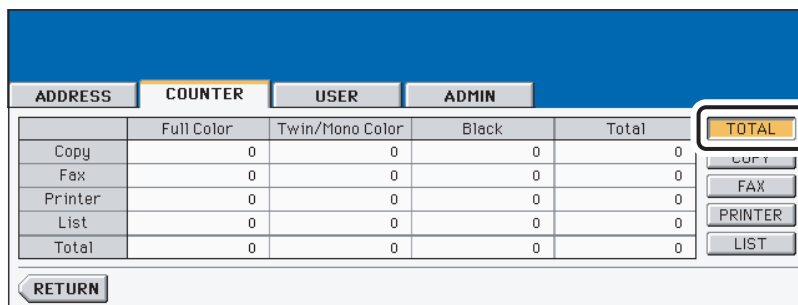 ADDRESS COUNTER USER ADMIN
Full Color Twin/Mono Color Black Total TOTAL
Copy 0 0 0 0 COPY
Fax 0 0 0 0 FAX
Printer 0 0 0 0 PRINTER
List 0 0 0 0 LIST
Total 0 0 0 0
RETURN